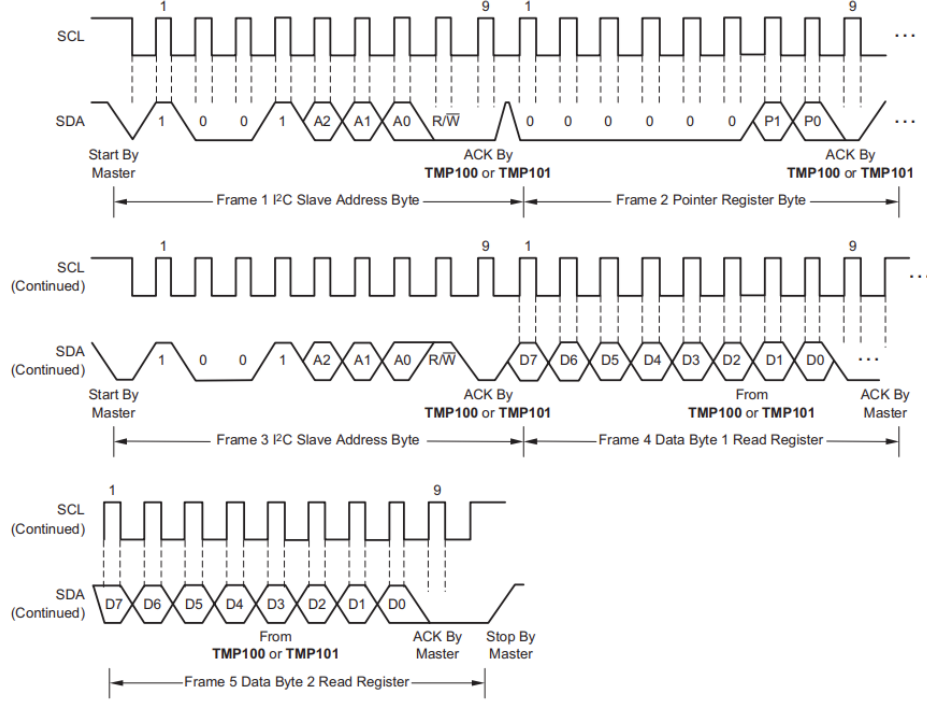 1 9 1 9
SCL ...
SDA 1 0 0 1 A2 A1 A0 R/W̅ 0 0 0 0 0 0 P1 P0 ...
Start By ACK By ACK By
Master TMP100 or TMP101 TMP100 or TMP101
Frame 1 I²C Slave Address Byte Frame 2 Pointer Register Byte
1 9 1 9
SCL ...
(Continued)
SDA 1 0 0 1 A2 A1 A0 R/W̅ D7 D6 D5 D4 D3 D2 D1 D0 ...
(Continued)
Start By ACK By From ACK By
Master TMP100 or TMP101 TMP100 or TMP101 Master
Frame 3 I²C Slave Address Byte Frame 4 Data Byte 1 Read Register
1 9
SCL
(Continued)
SDA D7 D6 D5 D4 D3 D2 D1 D0
(Continued)
From ACK By Stop By
TMP100 or TMP101 Master Master
Frame 5 Data Byte 2 Read Register